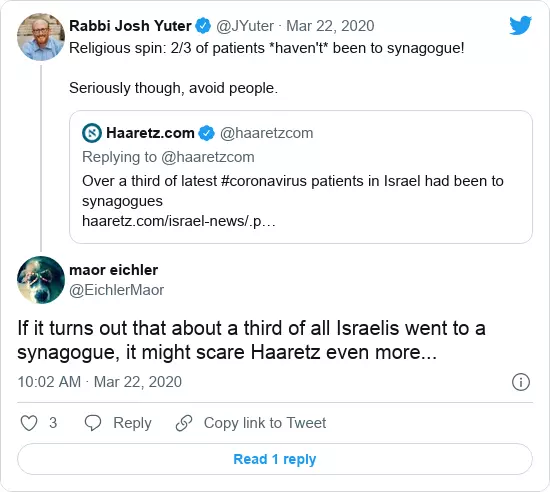 Rabbi Josh Yuter @JYuter · Mar 22, 2020
Religious spin: 2/3 of patients *haven't* been to synagogue!
Seriously though, avoid people.
Haaretz.com @haaretzcom
Replying to @haaretzcom
Over a third of latest #coronavirus patients in Israel had been to
synagogues
haaretz.com/israel-news/.p…
maor eichler
@EichlerMaor
If it turns out that about a third of all Israelis went to a
synagogue, it might scare Haaretz even more...
10:02 AM · Mar 22, 2020
3 Reply Copy link to Tweet
Read 1 reply